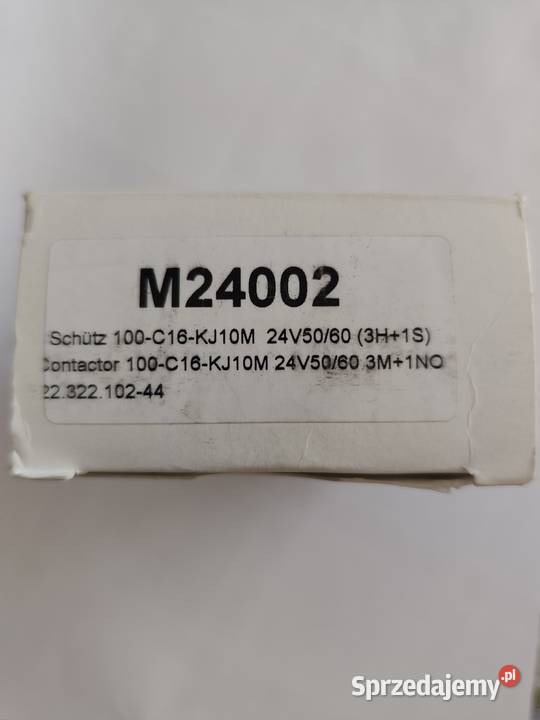 M24002
Schütz 100-C16-KJ10M 24V50/60 (3H+1S)
Contactor 100-C16-KJ10M 24V50/60 3M+1NO
22.322.102-44
Sprzedajemy.pl